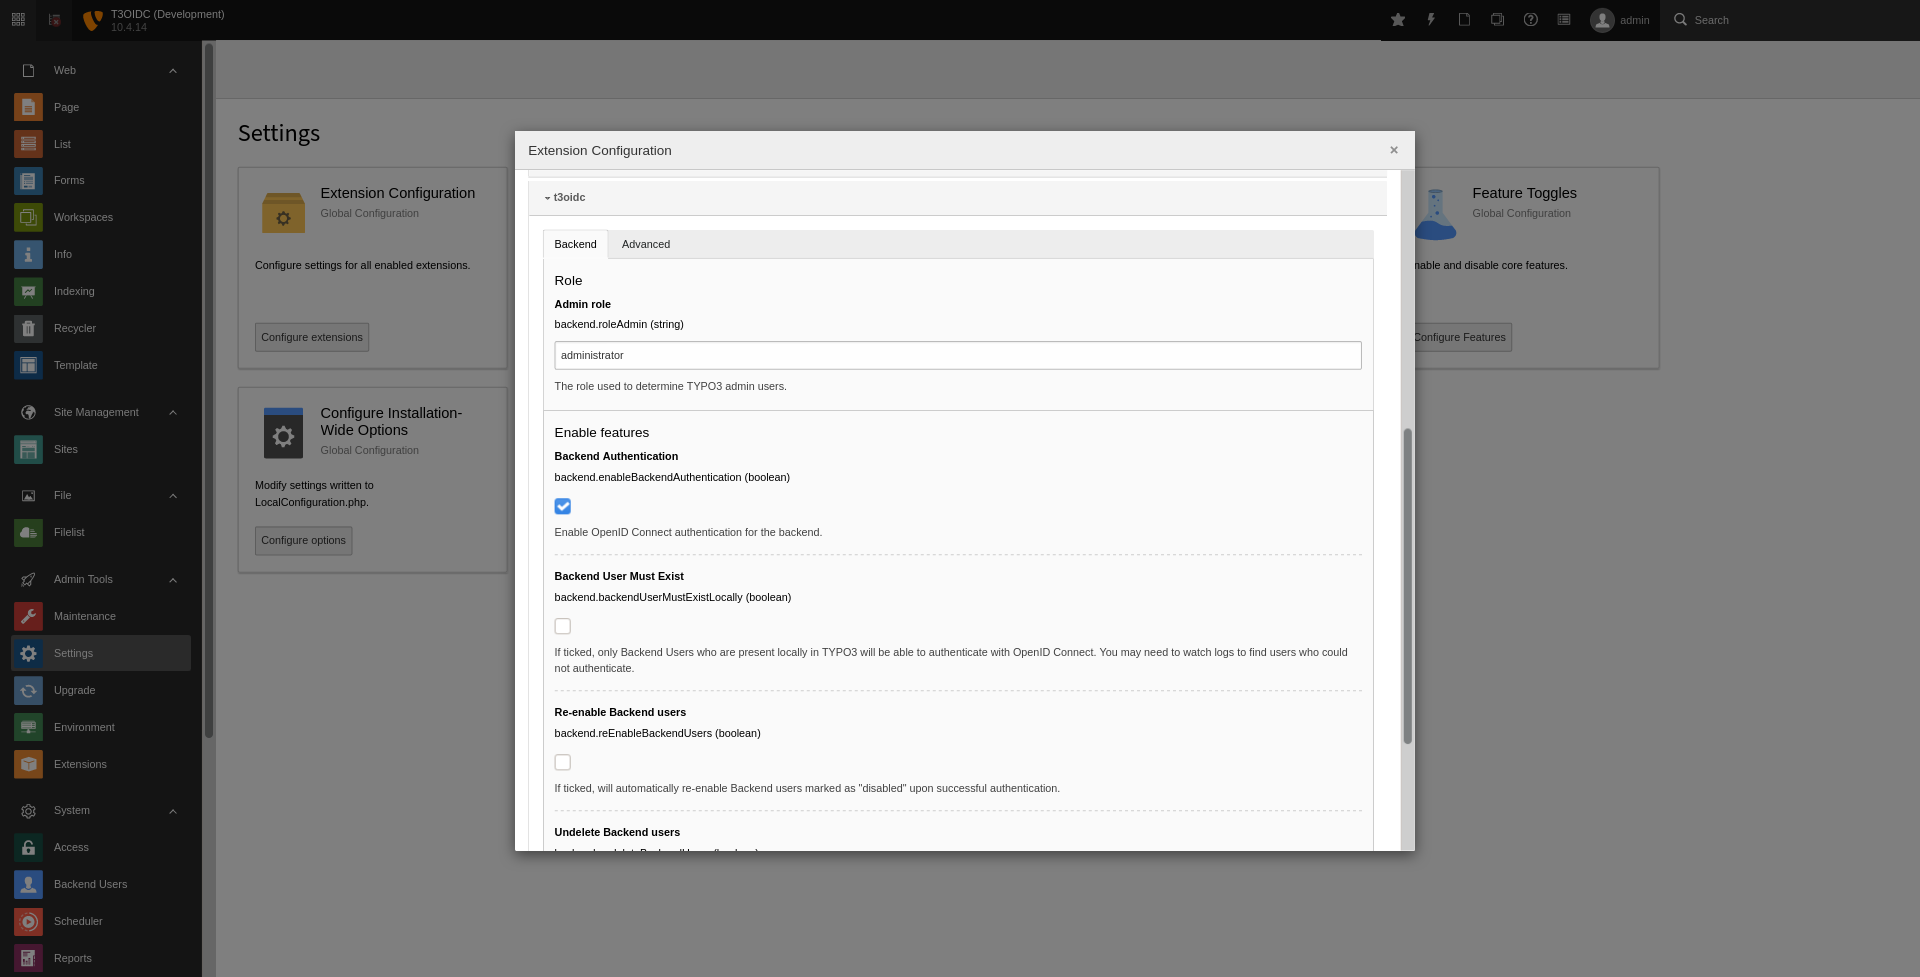 T3OIDC (Development)
10.4.14
admin
Search
Web
Page
List
Forms
Workspaces
Info
Indexing
Recycler
Template
Site Management
Sites
File
Filelist
Admin Tools
Maintenance
Settings
Upgrade
Environment
Extensions
System
Access
Backend Users
Scheduler
Reports
Settings
Extension Configuration
Global Configuration
Configure settings for all enabled extensions.
Configure extensions
Configure Installation-
Wide Options
Global Configuration
Modify settings written to
LocalConfiguration.php.
Configure options
Feature Toggles
Global Configuration
nable and disable core features.
Configure Features
Extension Configuration
×
t3oidc
Backend Advanced
Role
Admin role
backend.roleAdmin (string)
administrator
The role used to determine TYPO3 admin users.
Enable features
Backend Authentication
backend.enableBackendAuthentication (boolean)
Enable OpenID Connect authentication for the backend.
Backend User Must Exist
backend.backendUserMustExistLocally (boolean)
If ticked, only Backend Users who are present locally in TYPO3 will be able to authenticate with OpenID Connect. You may need to watch logs to find users who could
not authenticate.
Re-enable Backend users
backend.reEnableBackendUsers (boolean)
If ticked, will automatically re-enable Backend users marked as "disabled" upon successful authentication.
Undelete Backend users